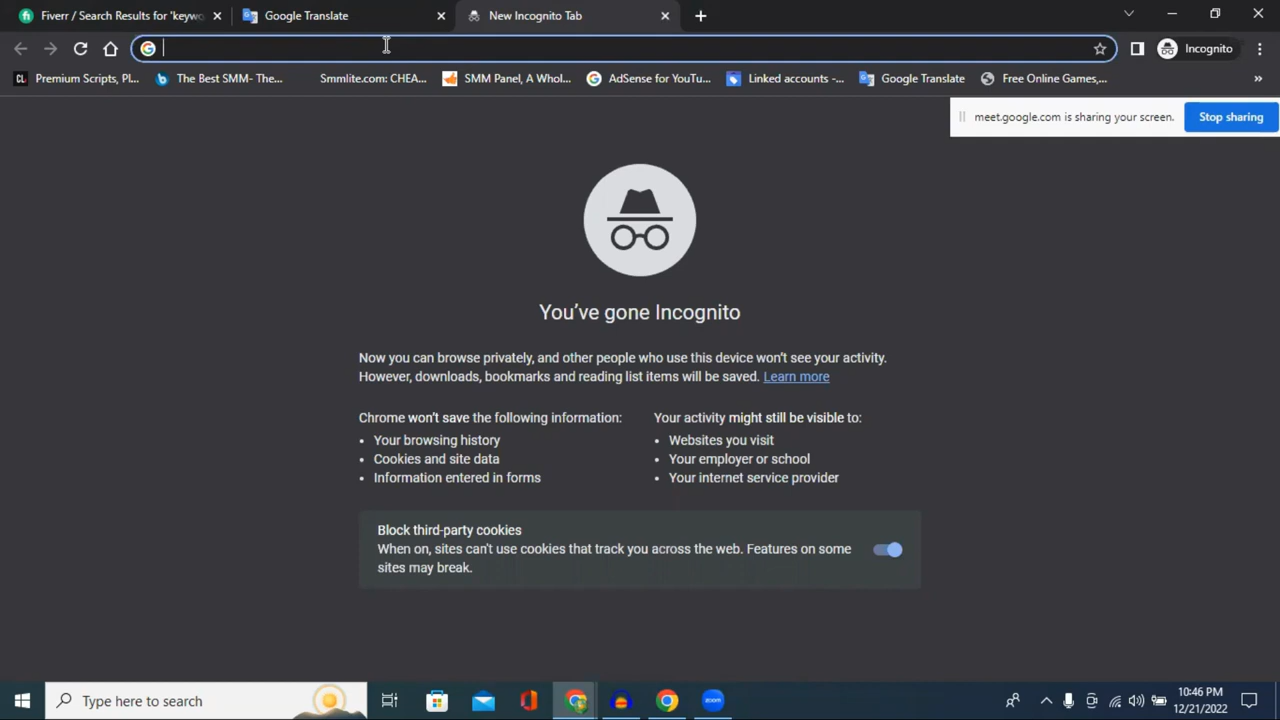 Fiverr / Search Results for 'keywo
Google Translate
New Incognito Tab
Incognito
CL Premium Scripts, Pl...
The Best SMM- The...
Smmlite.com: CHEA...
SMM Panel, A Whol...
AdSense for YouTu...
Linked accounts -...
Google Translate
Free Online Games,...
meet.google.com is sharing your screen.
Stop sharing
You've gone Incognito
Now you can browse privately, and other people who use this device won't see your activity.
However, downloads, bookmarks and reading list items will be saved. Learn more
Chrome won't save the following information:
• Your browsing history
• Cookies and site data
• Information entered in forms
Your activity might still be visible to:
• Websites you visit
• Your employer or school
• Your internet service provider
Block third-party cookies
When on, sites can't use cookies that track you across the web. Features on some
sites may break.
Type here to search
zoom
10:46 PM
12/21/2022